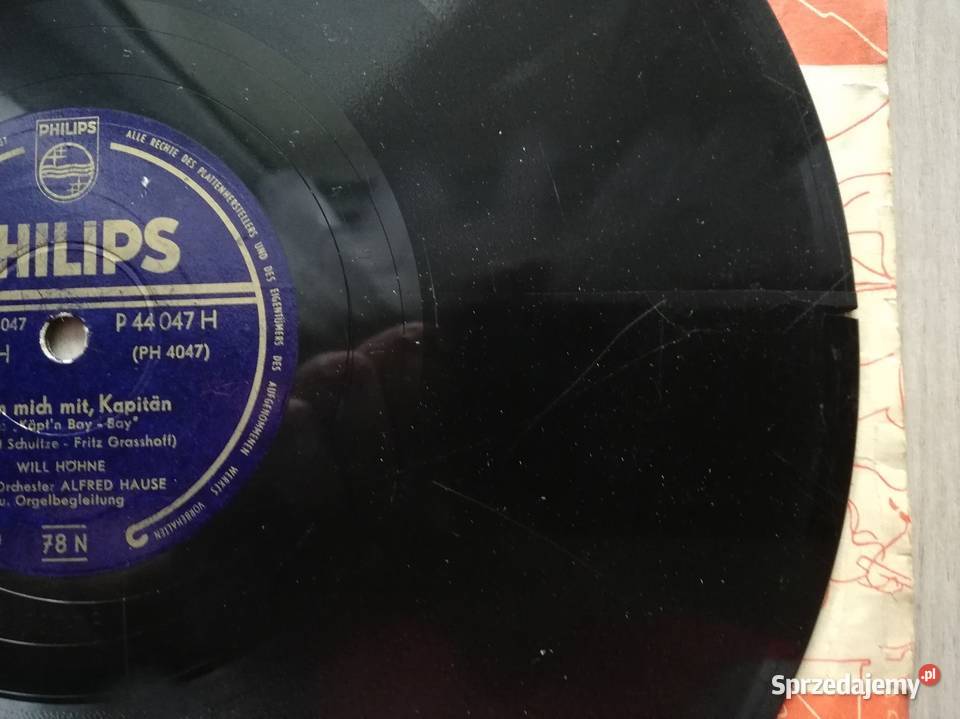 PHILIPS
ALLE RECHTE DES PLATTENHERSTELLERS UND DES EIGENTÜMERS DES AUFGENOMMENEN WERKES VORBEHALTEN
HILIPS
047
P 44 047 H
H
(PH 4047)
mich mit, Kapitän
"Käpt'n Bay-Bay"
Schultze - Fritz Grasshoff)
WILL HÖHNE
Orchester ALFRED HAUSE
u. Orgelbegleitung
78 N
Sprzedajemy.pl